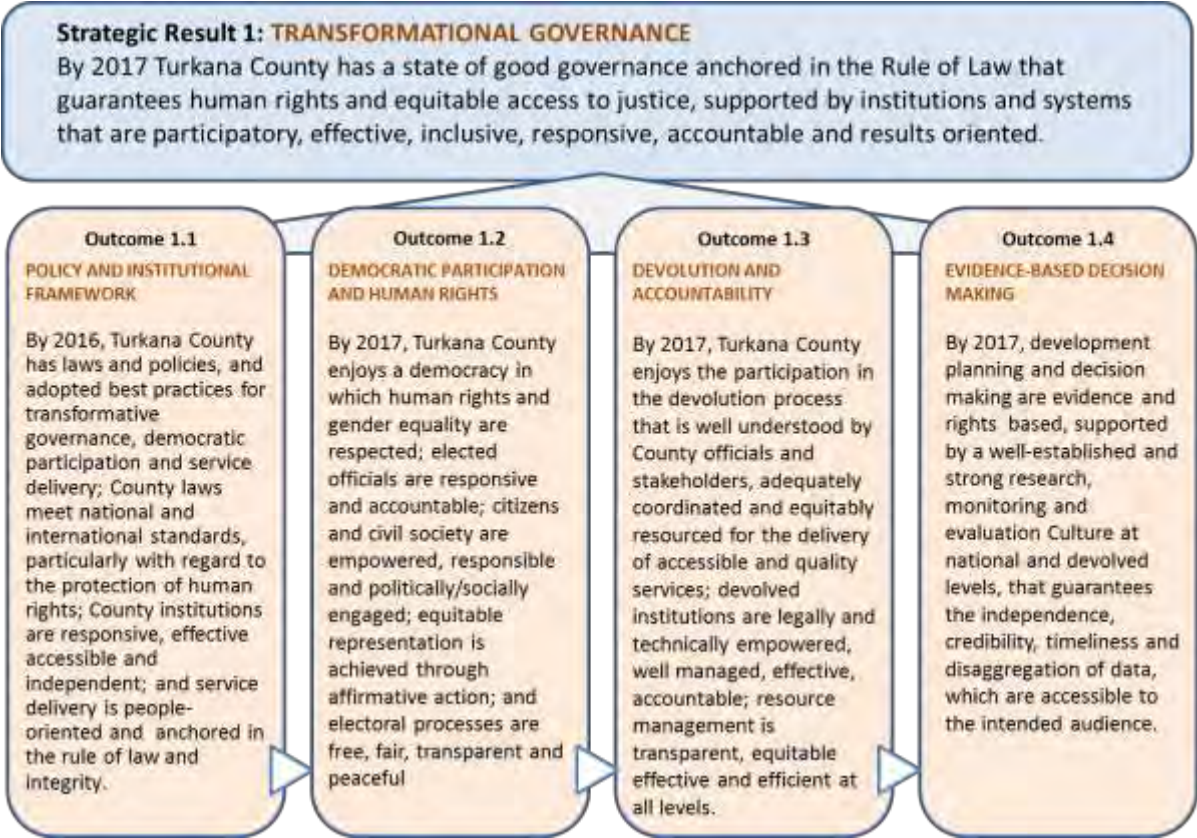 Strategic Result 1: TRANSFORMATIONAL GOVERNANCE
By 2017 Turkana County has a state of good governance anchored in the Rule of Law that
guarantees human rights and equitable access to justice, supported by institutions and systems
that are participatory, effective, inclusive, responsive, accountable and results oriented.
Outcome 1.1
POLICY AND INSTITUTIONAL
FRAMEWORK
By 2016, Turkana County
has laws and policies, and
adopted best practices for
transformative
governance, democratic
participation and service
delivery; County laws
meet national and
international standards,
particularly with regard to
the protection of human
rights; County institutions
are responsive, effective
accessible and
independent; and service
delivery is people-
oriented and anchored in
the rule of law and
integrity.
Outcome 1.2
DEMOCRATIC PARTICIPATION
AND HUMAN RIGHTS
By 2017, Turkana County
enjoys a democracy in
which human rights and
gender equality are
respected; elected
officials are responsive
and accountable; citizens
and civil society are
empowered, responsible
and politically/socially
engaged; equitable
representation is
achieved through
affirmative action; and
electoral processes are
free, fair, transparent and
peaceful
Outcome 1.3
DEVOLUTION AND
ACCOUNTABILITY
By 2017, Turkana County
enjoys the participation in
the devolution process
that is well understood by
County officials and
stakeholders, adequately
coordinated and equitably
resourced for the delivery
of accessible and quality
services; devolved
institutions are legally and
technically empowered,
well managed, effective,
accountable; resource
management is
transparent, equitable
effective and efficient at
all levels.
Outcome 1.4
EVIDENCE-BASED DECISION
MAKING
By 2017, development
planning and decision
making are evidence and
rights based, supported
by a well-established and
strong research,
monitoring and
evaluation Culture at
national and devolved
levels, that guarantees
the independence,
credibility, timeliness and
disaggregation of data,
which are accessible to
the intended audience.